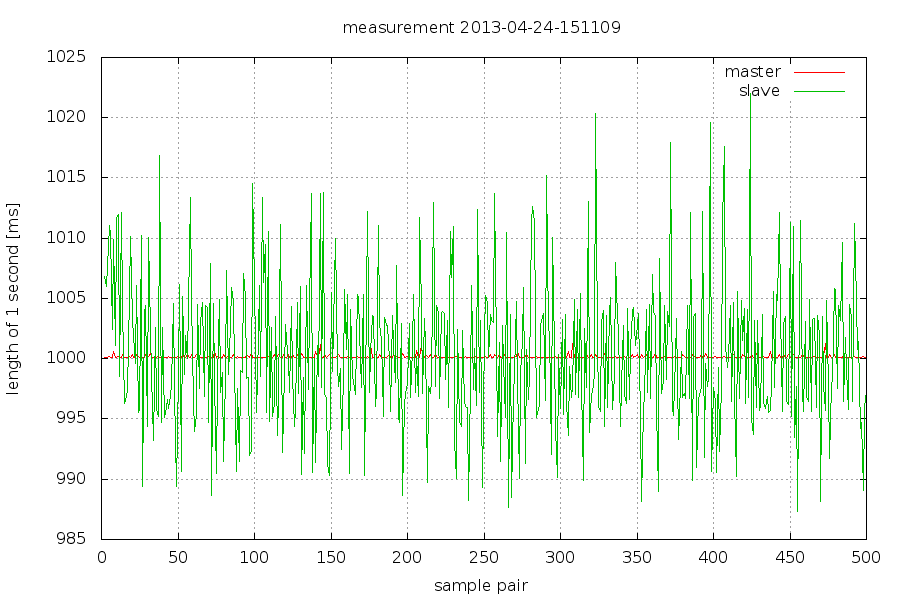 measurement 2013-04-24-151109
1025
1020
1015
1010
1005
1000
995
990
985
length of 1 second [ms]
master
slave
0 50 100 150 200 250 300 350 400 450 500
sample pair